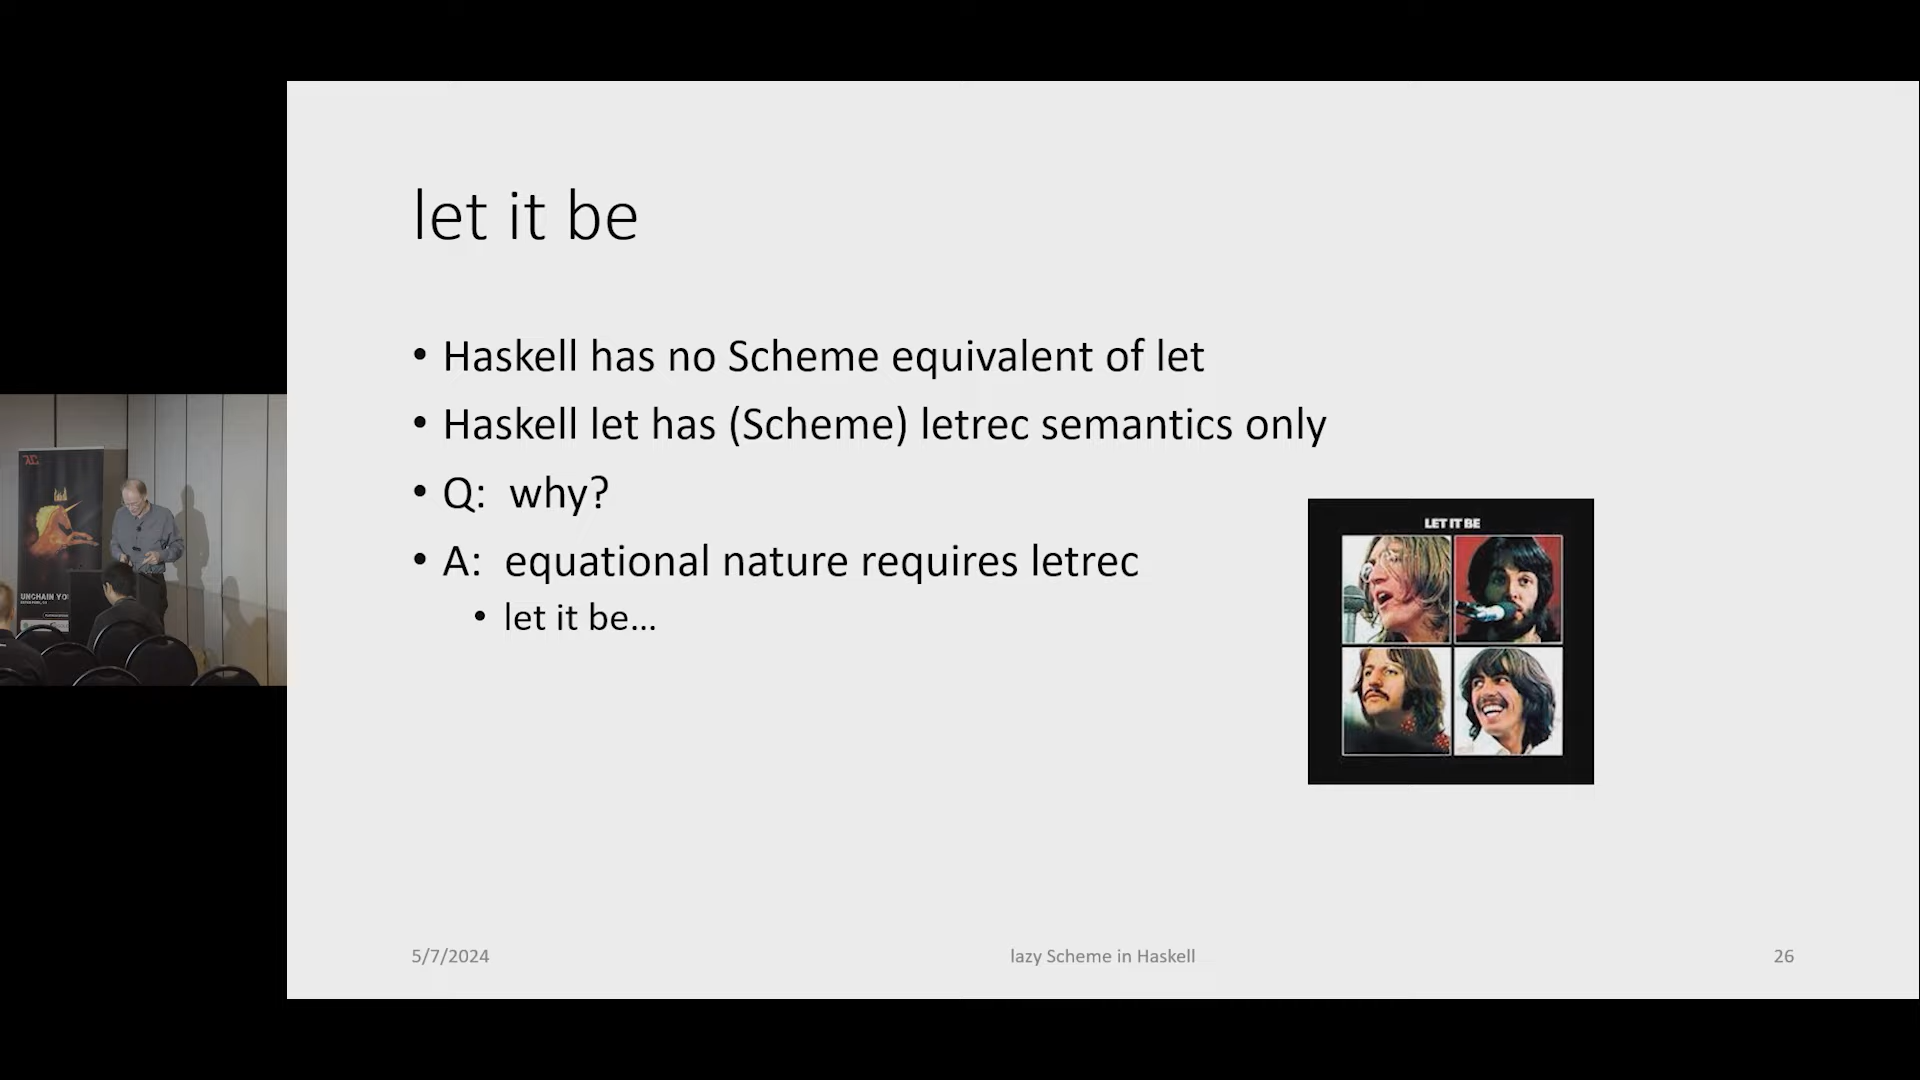 let it be
• Haskell has no Scheme equivalent of let
• Haskell let has (Scheme) letrec semantics only
• Q: why?
• A: equational nature requires letrec
• let it be...
LET IT BE
UNCHAIN YO
5/7/2024
lazy Scheme in Haskell
26